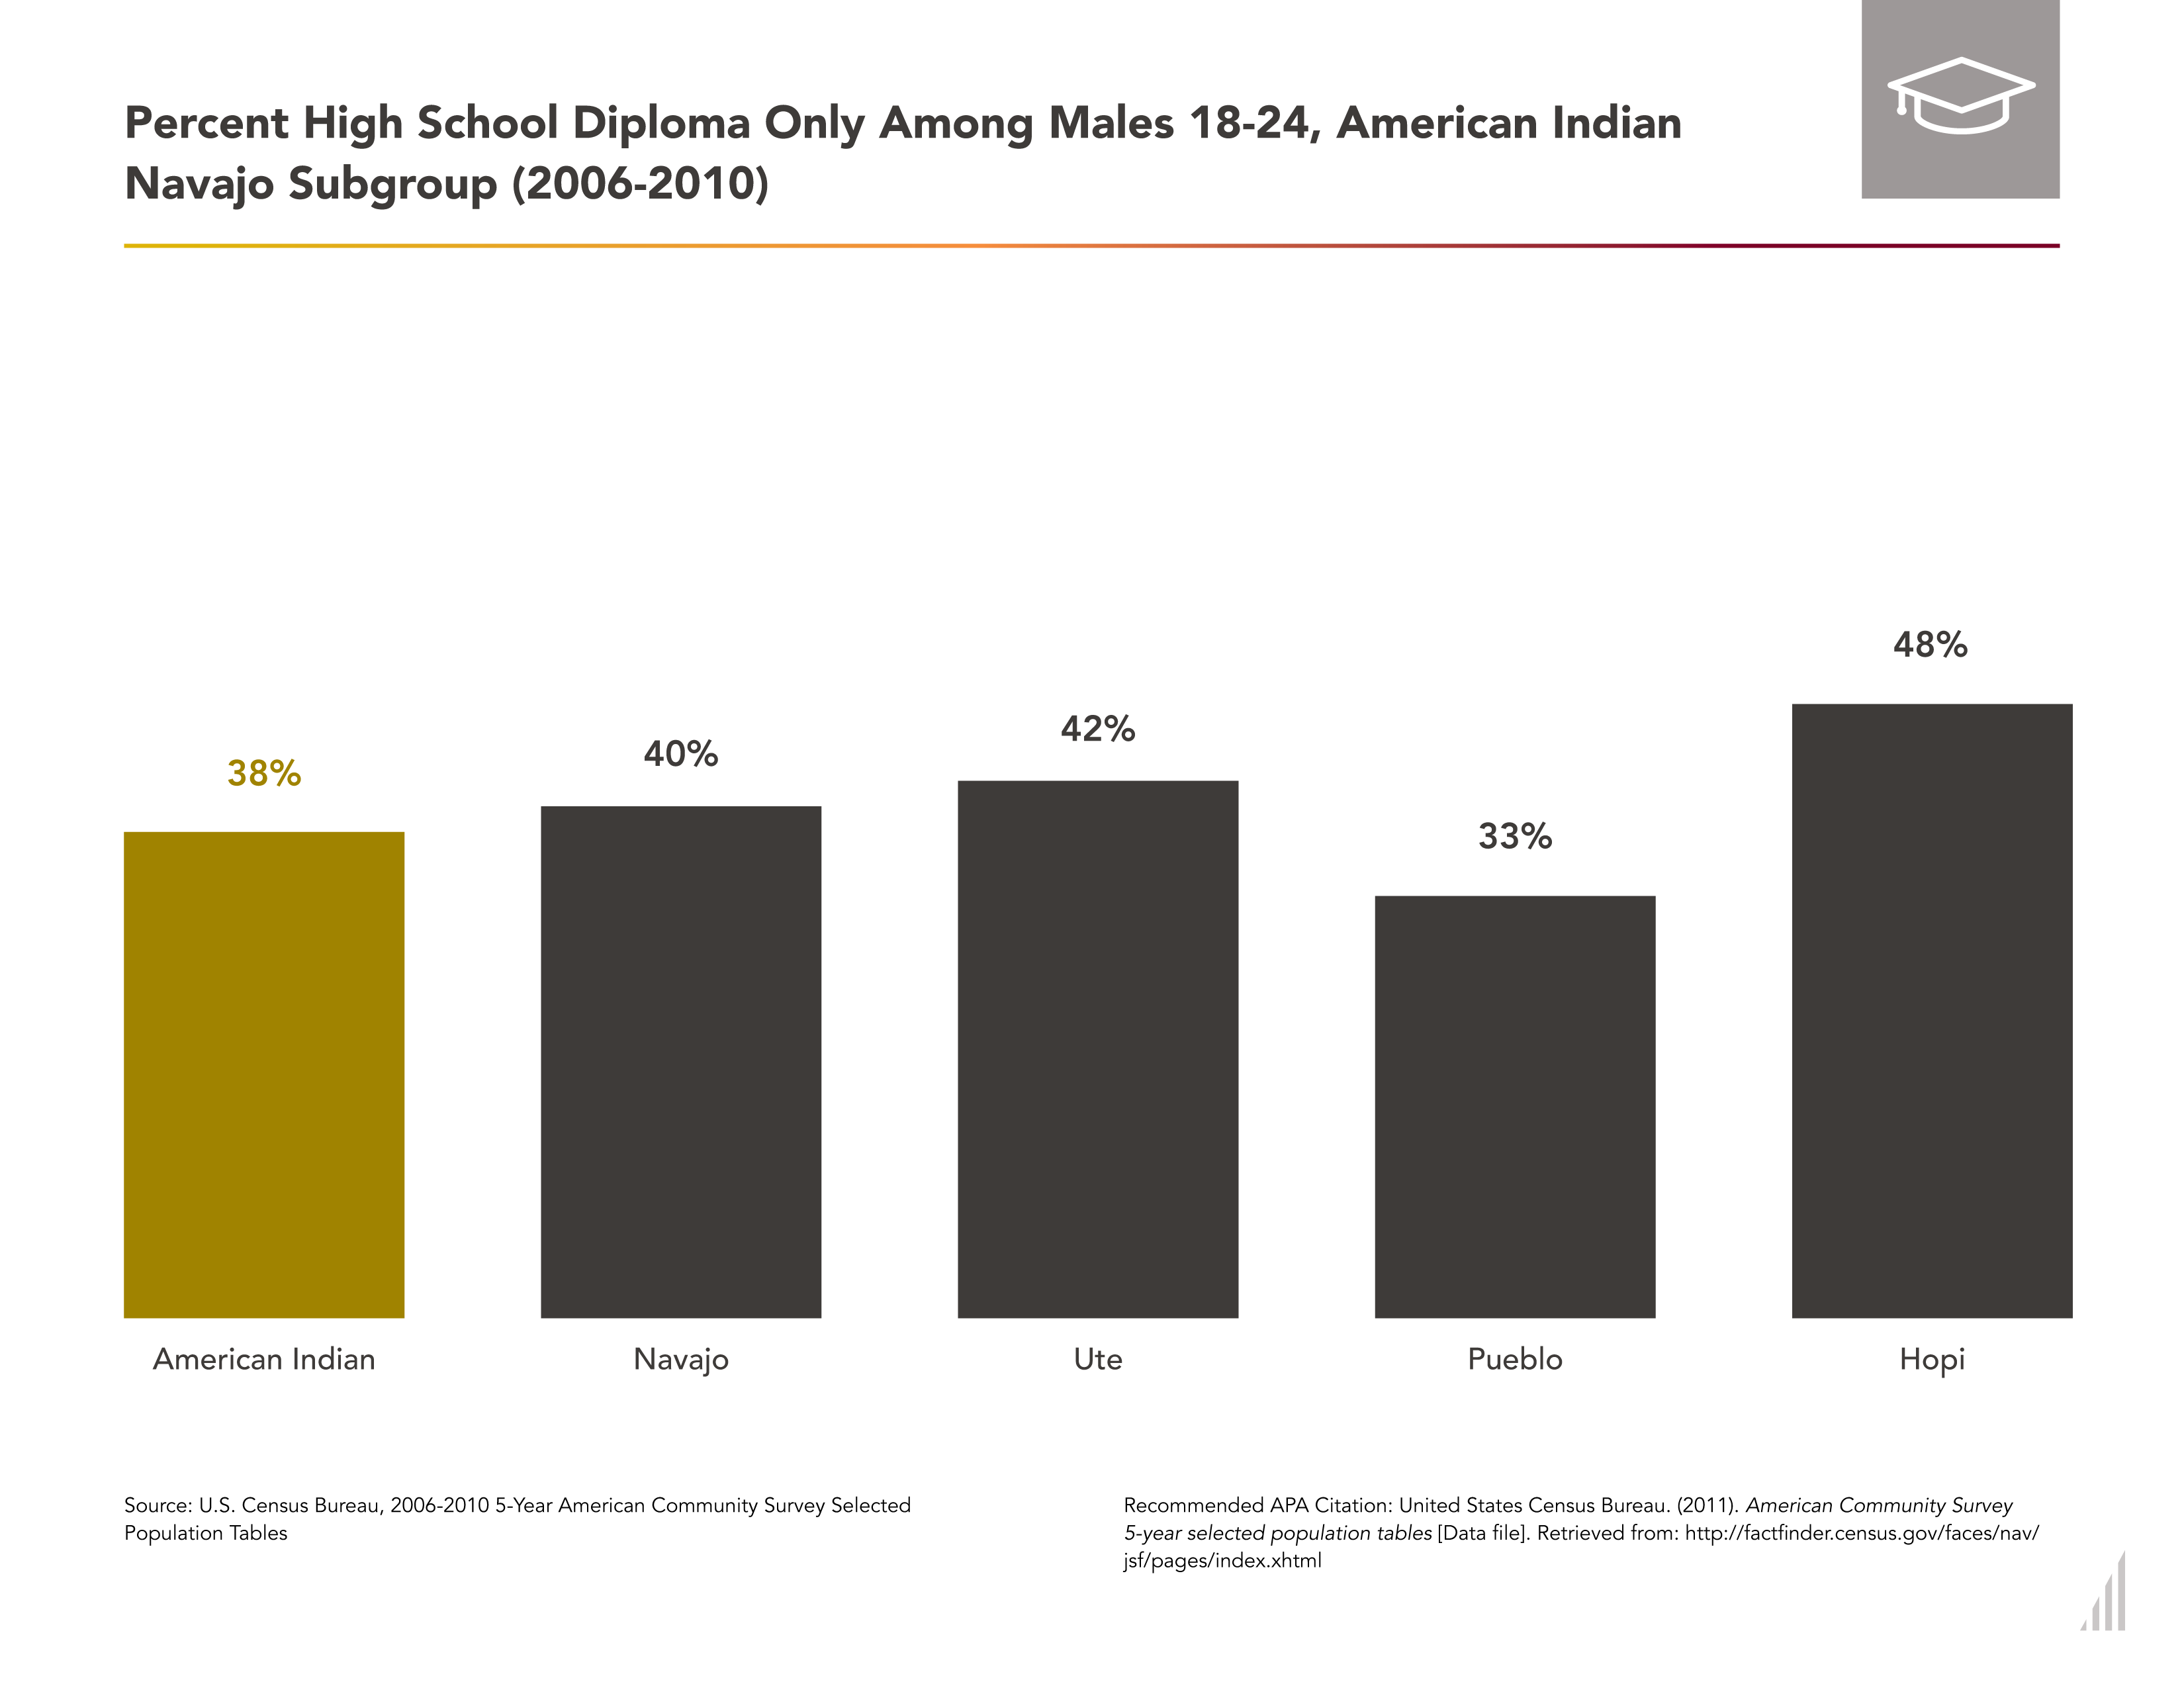 Percent High School Diploma Only Among Males 18-24, American Indian
Navajo Subgroup (2006-2010)
38%
40%
42%
33%
48%
American Indian
Navajo
Ute
Pueblo
Hopi
Source: U.S. Census Bureau, 2006-2010 5-Year American Community Survey Selected
Population Tables
Recommended APA Citation: United States Census Bureau. (2011). American Community Survey
5-year selected population tables [Data file]. Retrieved from: http://factfinder.census.gov/faces/nav/
jsf/pages/index.xhtml